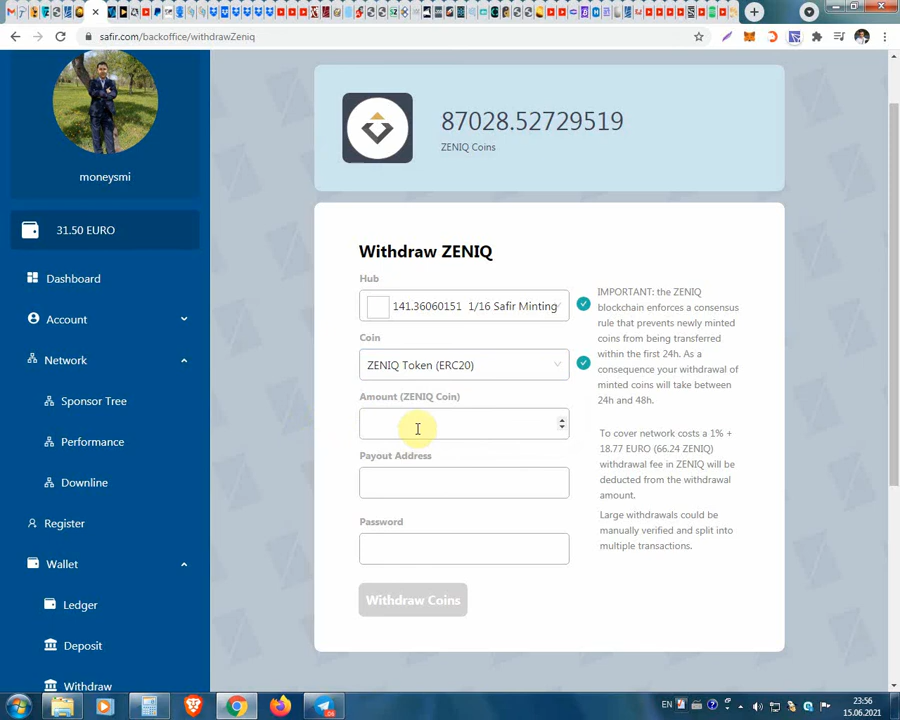 safir.com/backoffice/withdrawZeniq
moneysmi
31.50 EURO
Dashboard
Account
Network
Sponsor Tree
Performance
Downline
Register
Wallet
Ledger
Deposit
Withdraw
87028.52729519
ZENIQ Coins
Withdraw ZENIQ
Hub
141.36060151 1/16 Safir Minting
Coin
ZENIQ Token (ERC20)
Amount (ZENIQ Coin)
Payout Address
Password
Withdraw Coins
IMPORTANT: the ZENIQ
blockchain enforces a consensus
rule that prevents newly minted
coins from being transferred
within the first 24h. As a
consequence your withdrawal of
minted coins will take between
24h and 48h.
To cover network costs a 1% +
18.77 EURO (66.24 ZENIQ)
withdrawal fee in ZENIQ will be
deducted from the withdrawal
amount.
Large withdrawals could be
manually verified and split into
multiple transactions.
EN
23:56
15.06.2021